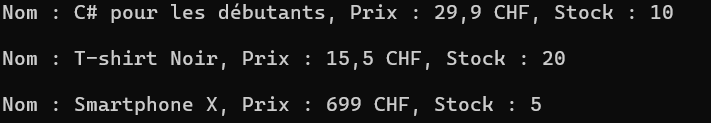 Nom : C# pour les débutants, Prix : 29,9 CHF, Stock : 10
Nom : T-shirt Noir, Prix : 15,5 CHF, Stock : 20
Nom : Smartphone X, Prix : 699 CHF, Stock : 5